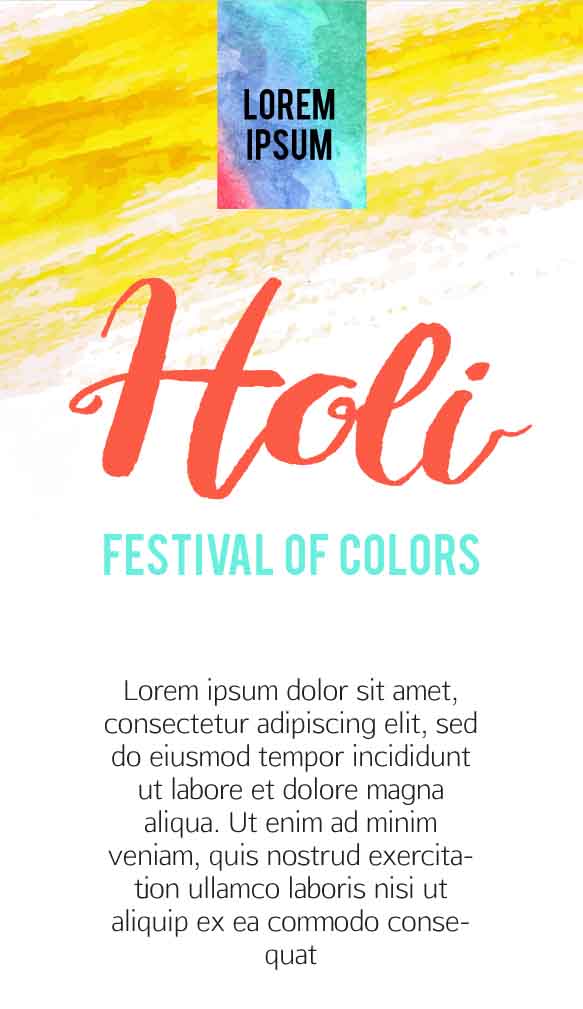 LOREM
IPSUM
Holi
FESTIVAL OF COLORS
Lorem ipsum dolor sit amet,
consectetur adipiscing elit, sed
do eiusmod tempor incididunt
ut labore et dolore magna
aliqua. Ut enim ad minim
veniam, quis nostrud exercita-
tion ullamco laboris nisi ut
aliquip ex ea commodo conse-
quat